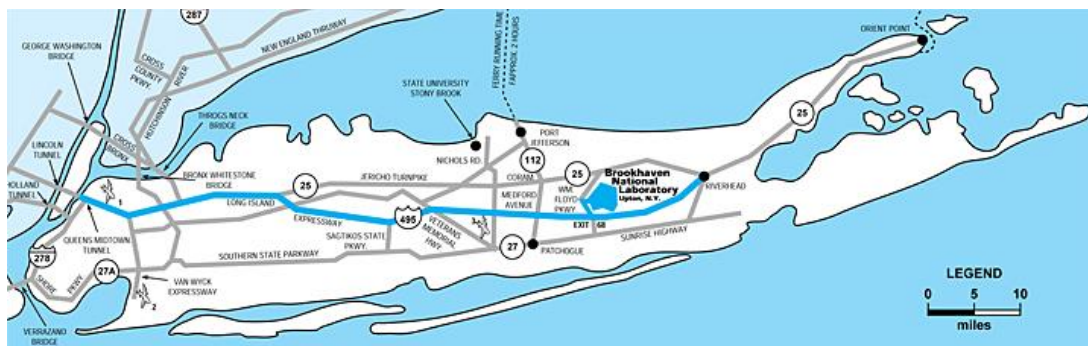 287
GEORGE WASHINGTON
BRIDGE
CROSS
COUNTY
PKWY.
HUTCHINSON
RIVER
NEW ENGLAND THRUWAY
FERRY RUNNING TIME
APPROX. 2 HOURS
ORIENT POINT
STATE UNIVERSITY
STONY BROOK
THROGS NECK
BRIDGE
25
LINCOLN
TUNNEL
CROSS
BRONX
PORT
JEFFERSON
NICHOLS RD.
112
BRONX WHITESTONE
BRIDGE
25
JERICHO TURNPIKE
CORAM
25
Brookhaven
National
Laboratory
Upton, N.Y.
RIVERHEAD
HOLLAND
TUNNEL
1
LONG ISLAND
EXPRESSWAY
495
MEDFORD
AVENUE
WM.
FLOYD
PKWY.
3
EXIT 68
QUEENS MIDTOWN
TUNNEL
SAGTIKOS STATE
PKWY.
VETERANS
MEMORIAL
HWY.
SUNRISE HIGHWAY
278
27
PATCHOGUE
SOUTHERN STATE PARKWAY
SHORE
PKWY
27A
VAN WYCK
EXPRESSWAY
2
VERRAZANO
BRIDGE
LEGEND
0 5 10
miles